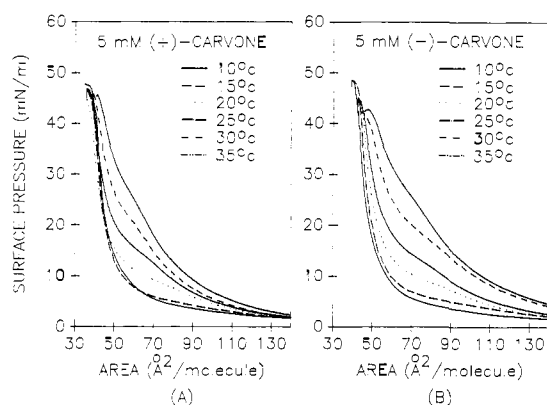 60
5 mM (+)-CARVONE
50
10°c
15°c
20°c
25°c
30°c
35°c
40
30
20
10
0
30 50 70 90 110 130
SURFACE PRESSURE (mN/m)
AREA (Å2/molecule)
(A)
60
5 mM (-)-CARVONE
50
10°c
15°c
20°c
25°c
30°c
35°c
40
30
20
10
0
30 50 70 90 110 130
AREA (Å2/molecule)
(B)